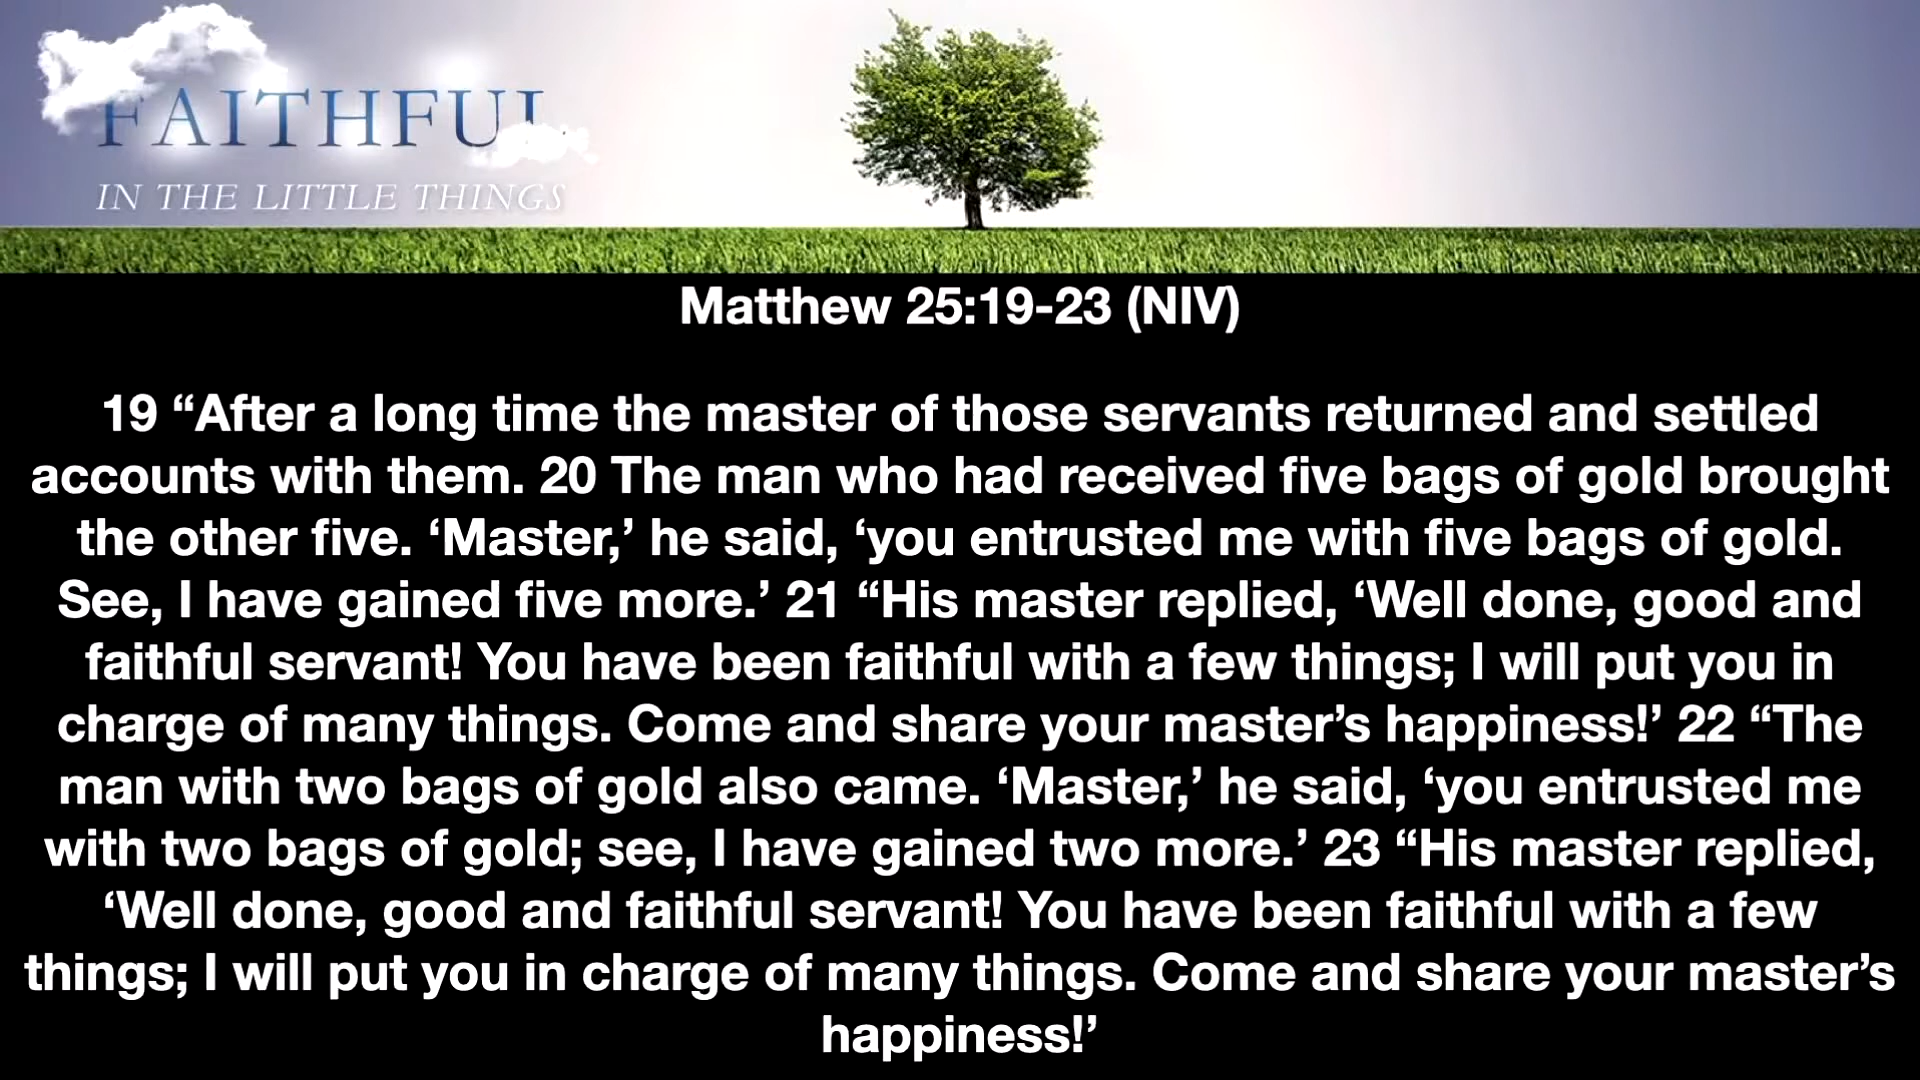 FAITHFUL
IN THE LITTLE THINGS
Matthew 25:19-23 (NIV)
19 “After a long time the master of those servants returned and settled
accounts with them. 20 The man who had received five bags of gold brought
the other five. ‘Master,’ he said, ‘you entrusted me with five bags of gold.
See, I have gained five more.’ 21 “His master replied, ‘Well done, good and
faithful servant! You have been faithful with a few things; I will put you in
charge of many things. Come and share your master’s happiness!’ 22 “The
man with two bags of gold also came. ‘Master,’ he said, ‘you entrusted me
with two bags of gold; see, I have gained two more.’ 23 “His master replied,
‘Well done, good and faithful servant! You have been faithful with a few
things; I will put you in charge of many things. Come and share your master’s
happiness!’